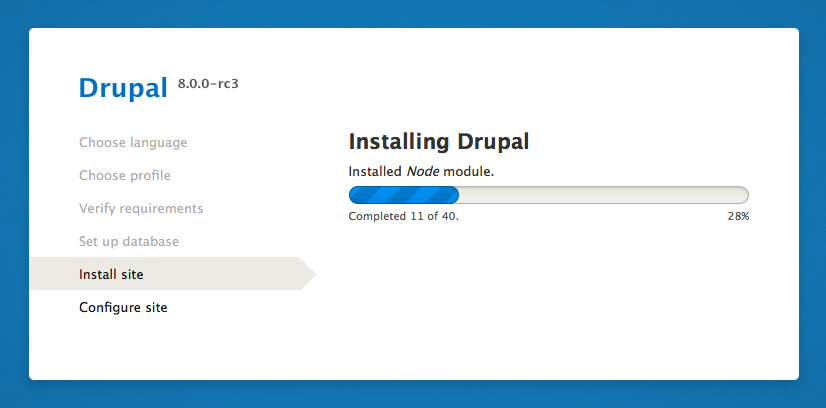 Drupal 8.0.0-rc3
Choose language
Choose profile
Verify requirements
Set up database
Install site
Configure site
Installing Drupal
Installed Node module.
Completed 11 of 40. 28%